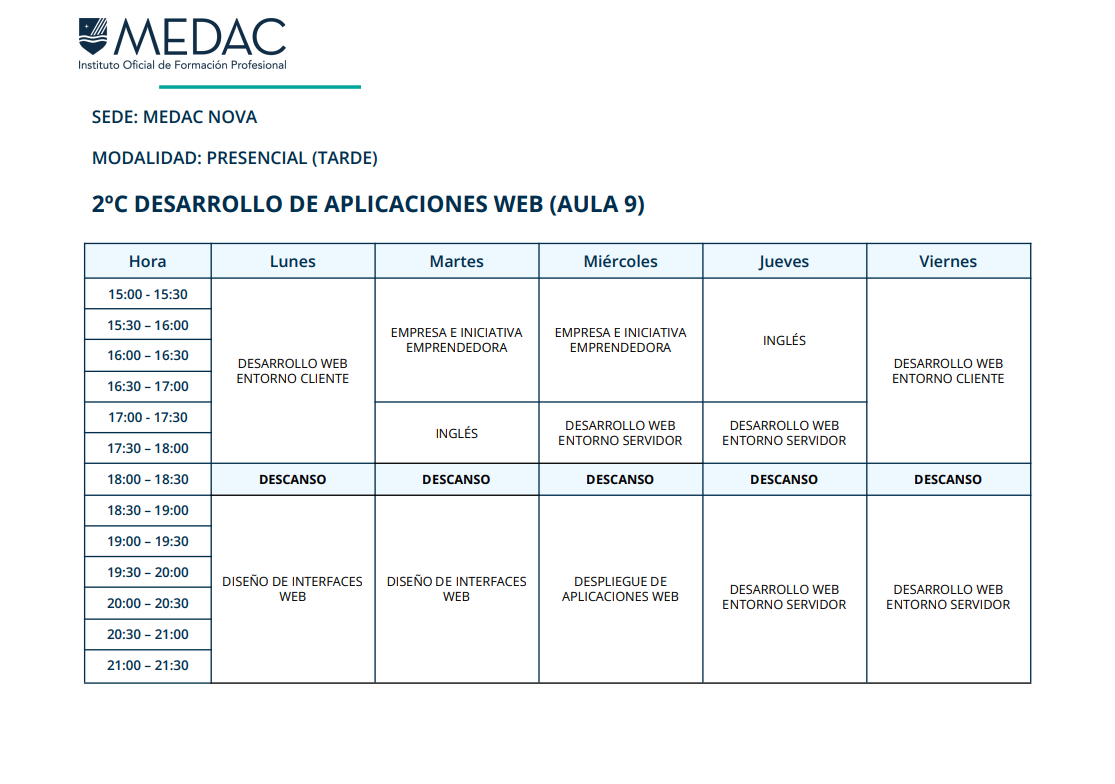 MEDAC
Instituto Oficial de Formación Profesional
SEDE: MEDAC NOVA
MODALIDAD: PRESENCIAL (TARDE)
2ºC DESARROLLO DE APLICACIONES WEB (AULA 9)
Hora Lunes Martes Miércoles Jueves Viernes
15:00 - 15:30
15:30 – 16:00
16:00 – 16:30
16:30 – 17:00
17:00 - 17:30
17:30 – 18:00
DESARROLLO WEB
ENTORNO CLIENTE
EMPRESA E INICIATIVA
EMPRENDEDORA
EMPRESA E INICIATIVA
EMPRENDEDORA
INGLÉS
DESARROLLO WEB
ENTORNO CLIENTE
INGLÉS
DESARROLLO WEB
ENTORNO SERVIDOR
DESARROLLO WEB
ENTORNO SERVIDOR
18:00 – 18:30 DESCANSO DESCANSO DESCANSO DESCANSO DESCANSO
18:30 – 19:00
19:00 – 19:30
19:30 – 20:00
20:00 – 20:30
20:30 – 21:00
21:00 – 21:30
DISEÑO DE INTERFACES
WEB
DISEÑO DE INTERFACES
WEB
DESPLIEGUE DE
APLICACIONES WEB
DESARROLLO WEB
ENTORNO SERVIDOR
DESARROLLO WEB
ENTORNO SERVIDOR